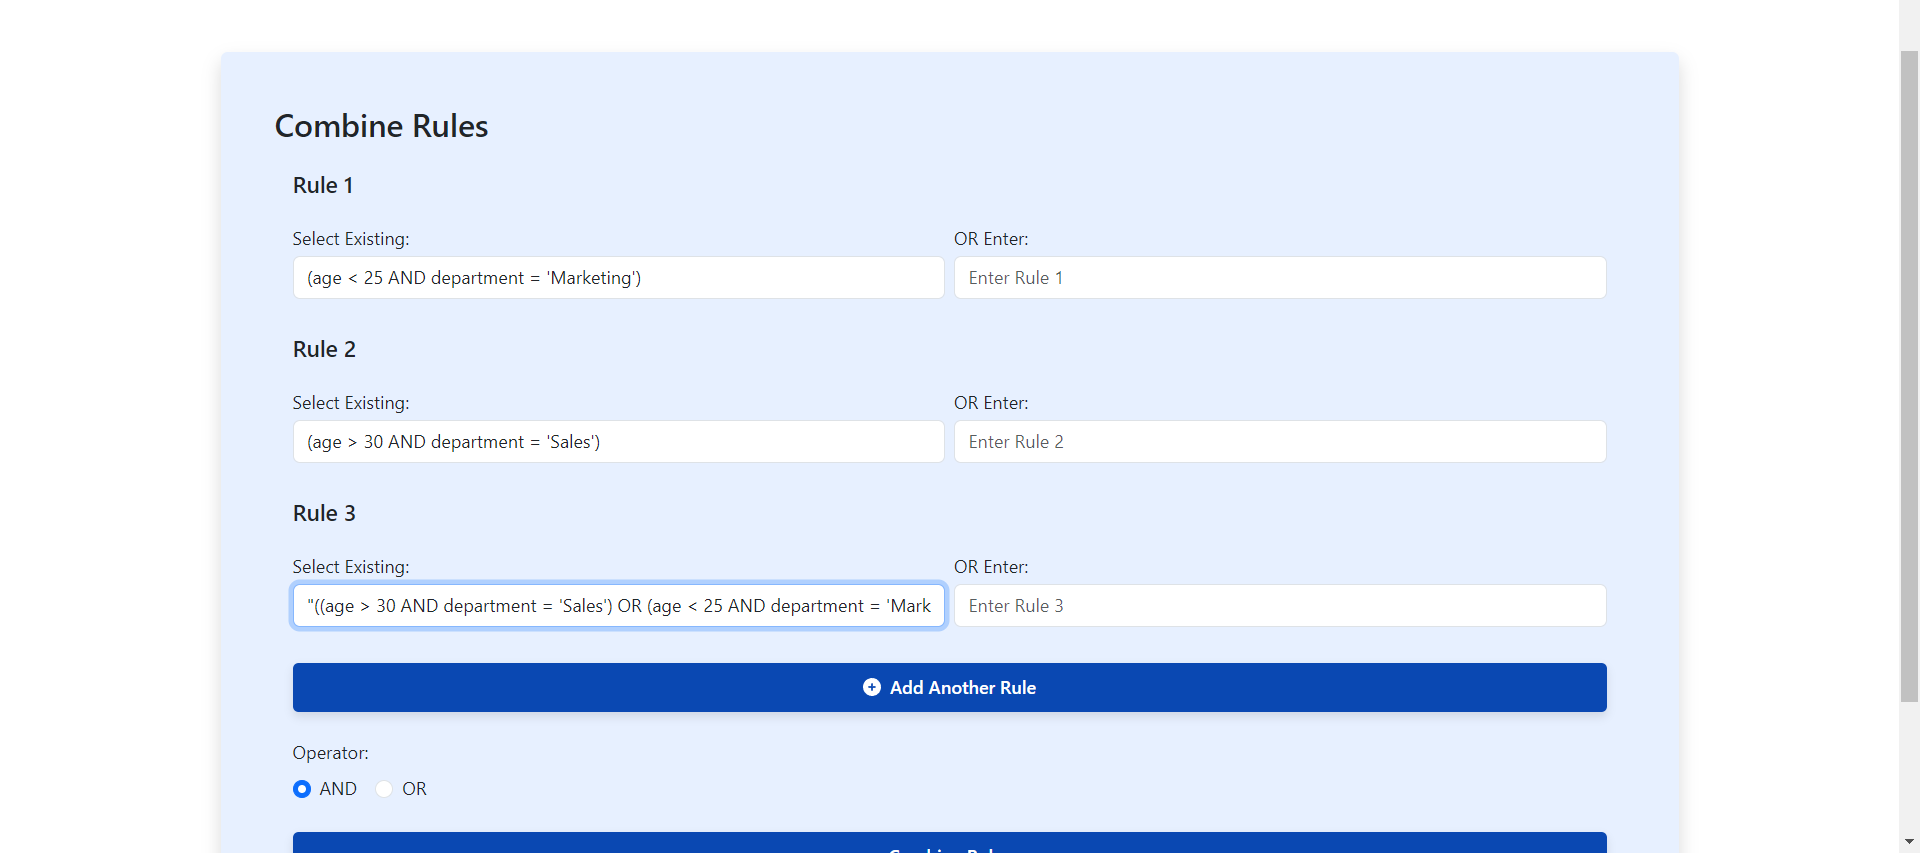 Combine Rules
Rule 1
Select Existing: OR Enter:
(age < 25 AND department = 'Marketing') Enter Rule 1
Rule 2
Select Existing: OR Enter:
(age > 30 AND department = 'Sales') Enter Rule 2
Rule 3
Select Existing: OR Enter:
"((age > 30 AND department = 'Sales') OR (age < 25 AND department = 'Mark Enter Rule 3
Add Another Rule
Operator:
AND OR